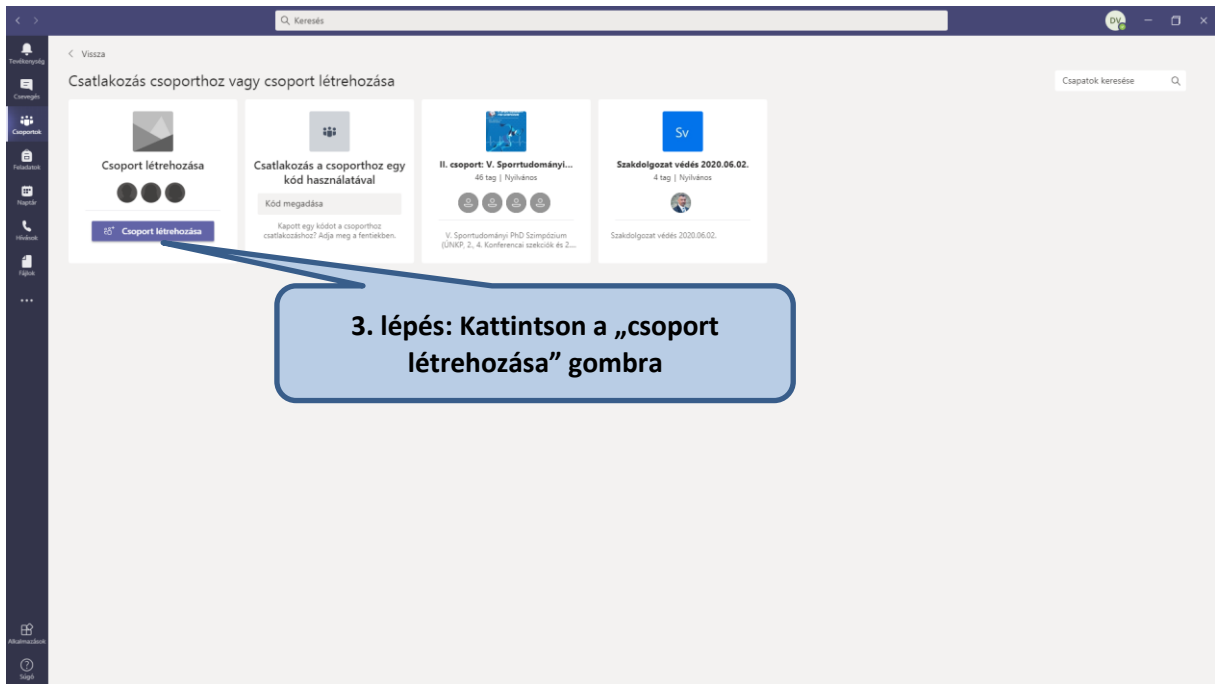 Keresés
DV
Tevékenység
Csevegés
Csoportok
Feladatok
Naptár
Hívások
Fájlok
Alkalmazások
Súgó
Vissza
Csatlakozás csoporthoz vagy csoport létrehozása
Csapatok keresése
Csoport létrehozása
Csoport létrehozása
Csatlakozás a csoporthoz egy
kód használatával
Kód megadása
Kapott egy kódot a csoporthoz
csatlakozáshoz? Adja meg a fentiekben.
II. csoport: V. Sporttudományi...
46 tag | Nyilvános
V. Sporttudományi PhD Szimpózium
(ÚNKP, 2., 4. Konferenciai szekciók és 2....
Sv
Szakdolgozat védés 2020.06.02.
4 tag | Nyilvános
Szakdolgozat védés 2020.06.02.
3. lépés: Kattintson a „csoport
létrehozása” gombra